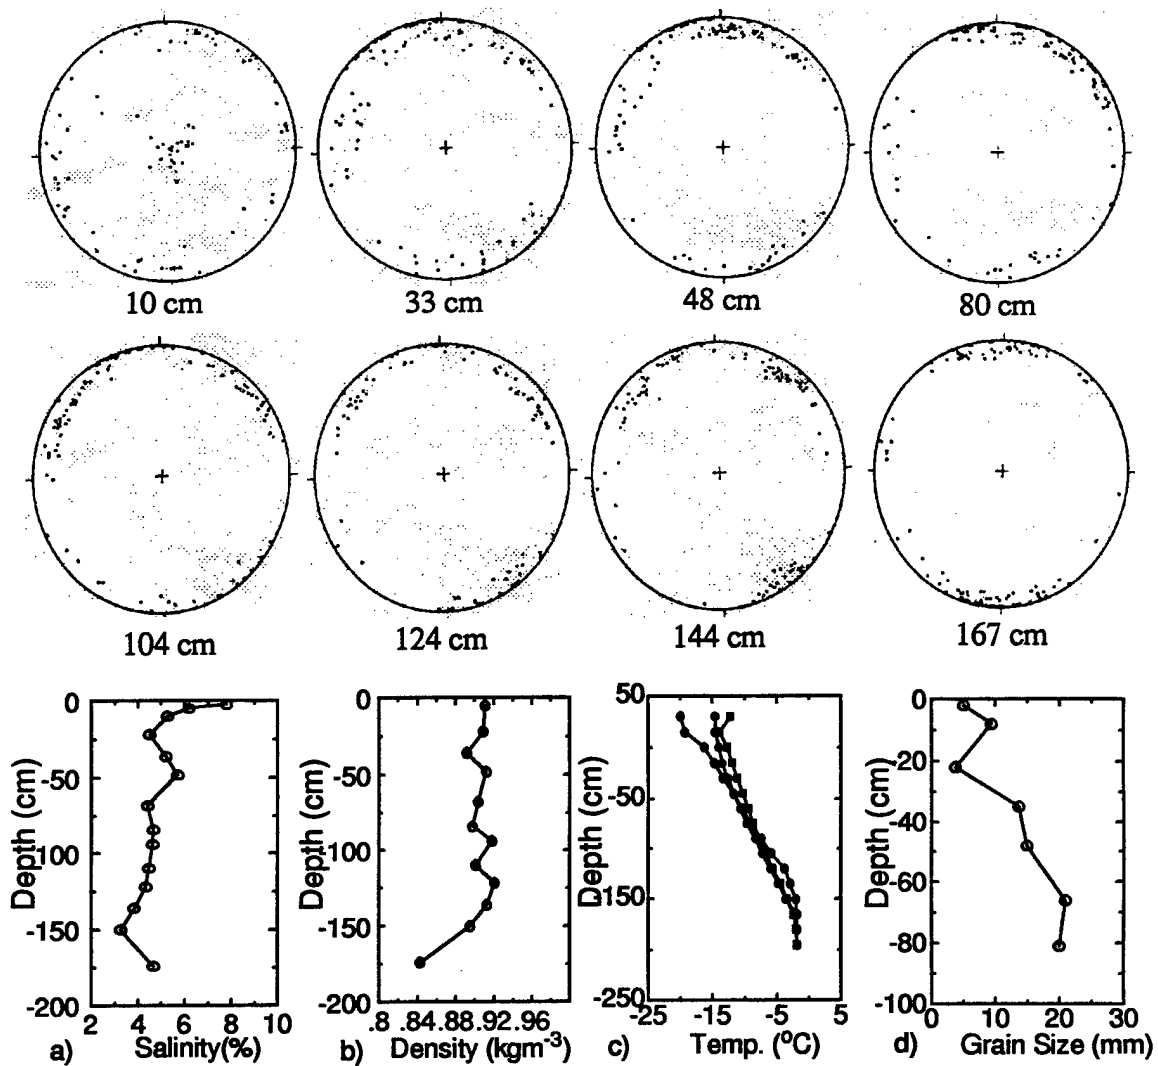 10 cm 33 cm 48 cm 80 cm
104 cm 124 cm 144 cm 167 cm
0 0 50 0
-50 -50 -50 -20
-100 -100 -150 -40
-150 -150 -250 -60
-200 -200 -80
-100
Depth (cm) Depth (cm) Depth (cm) Depth (cm)
2 4 6 8 10 .8 .84.88.92.96 -25 -15 -5 5 0 10 20 30
a) Salinity(%) b) Density (kgm-3) c) Temp. (oC) d) Grain Size (mm)